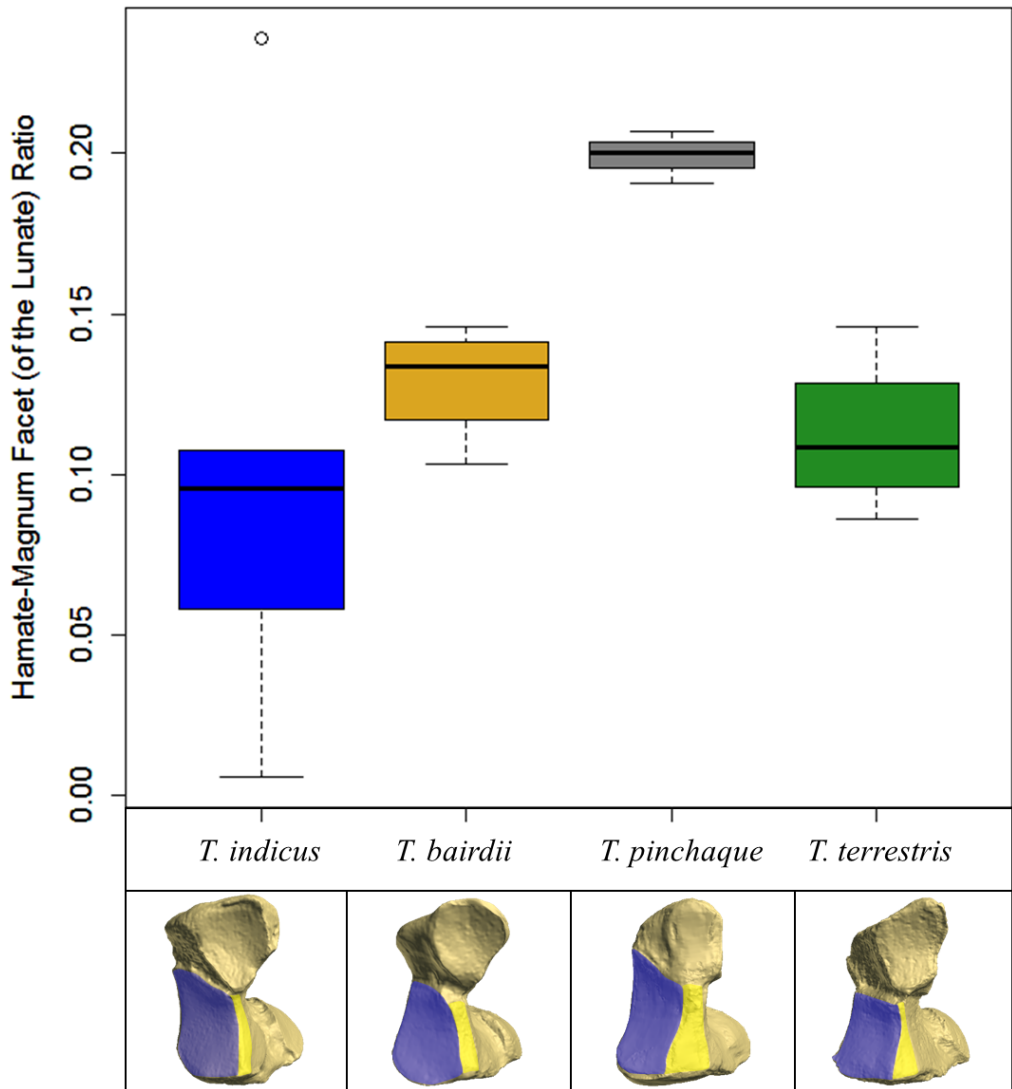 Hamate-Magnum Facet (of the Lunate) Ratio
0.20
0.15
0.10
0.05
0.00
T. indicus T. bairdii T. pinchaque T. terrestris